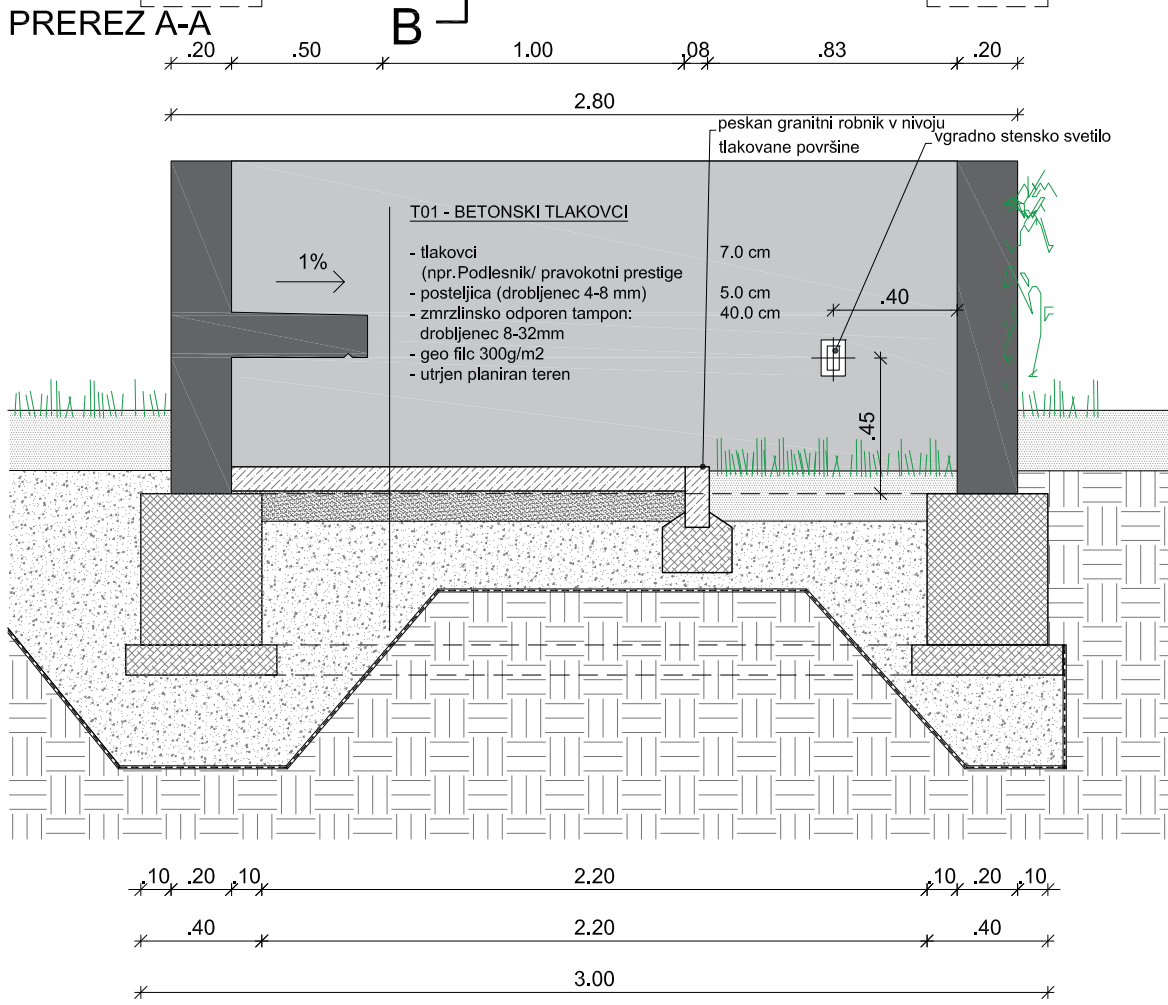 PREREZ A-A
B
.20 .50 1.00 .08 .83 .20
2.80
peskan granitni robnik v nivoju
tlakovane površine
vgradno stensko svetilo
T01 - BETONSKI TLAKOVCI
- tlakovci 7.0 cm
(npr.Podlesnik/ pravokotni prestige
- posteljica (drobljenec 4-8 mm) 5.0 cm
- zmrzlinsko odporen tampon: 40.0 cm
drobljenec 8-32mm
- geo filc 300g/m2
- utrjen planiran teren
1%
.40
.45
.10 .20 .10 2.20 .10 .20 .10
.40 2.20 .40
3.00